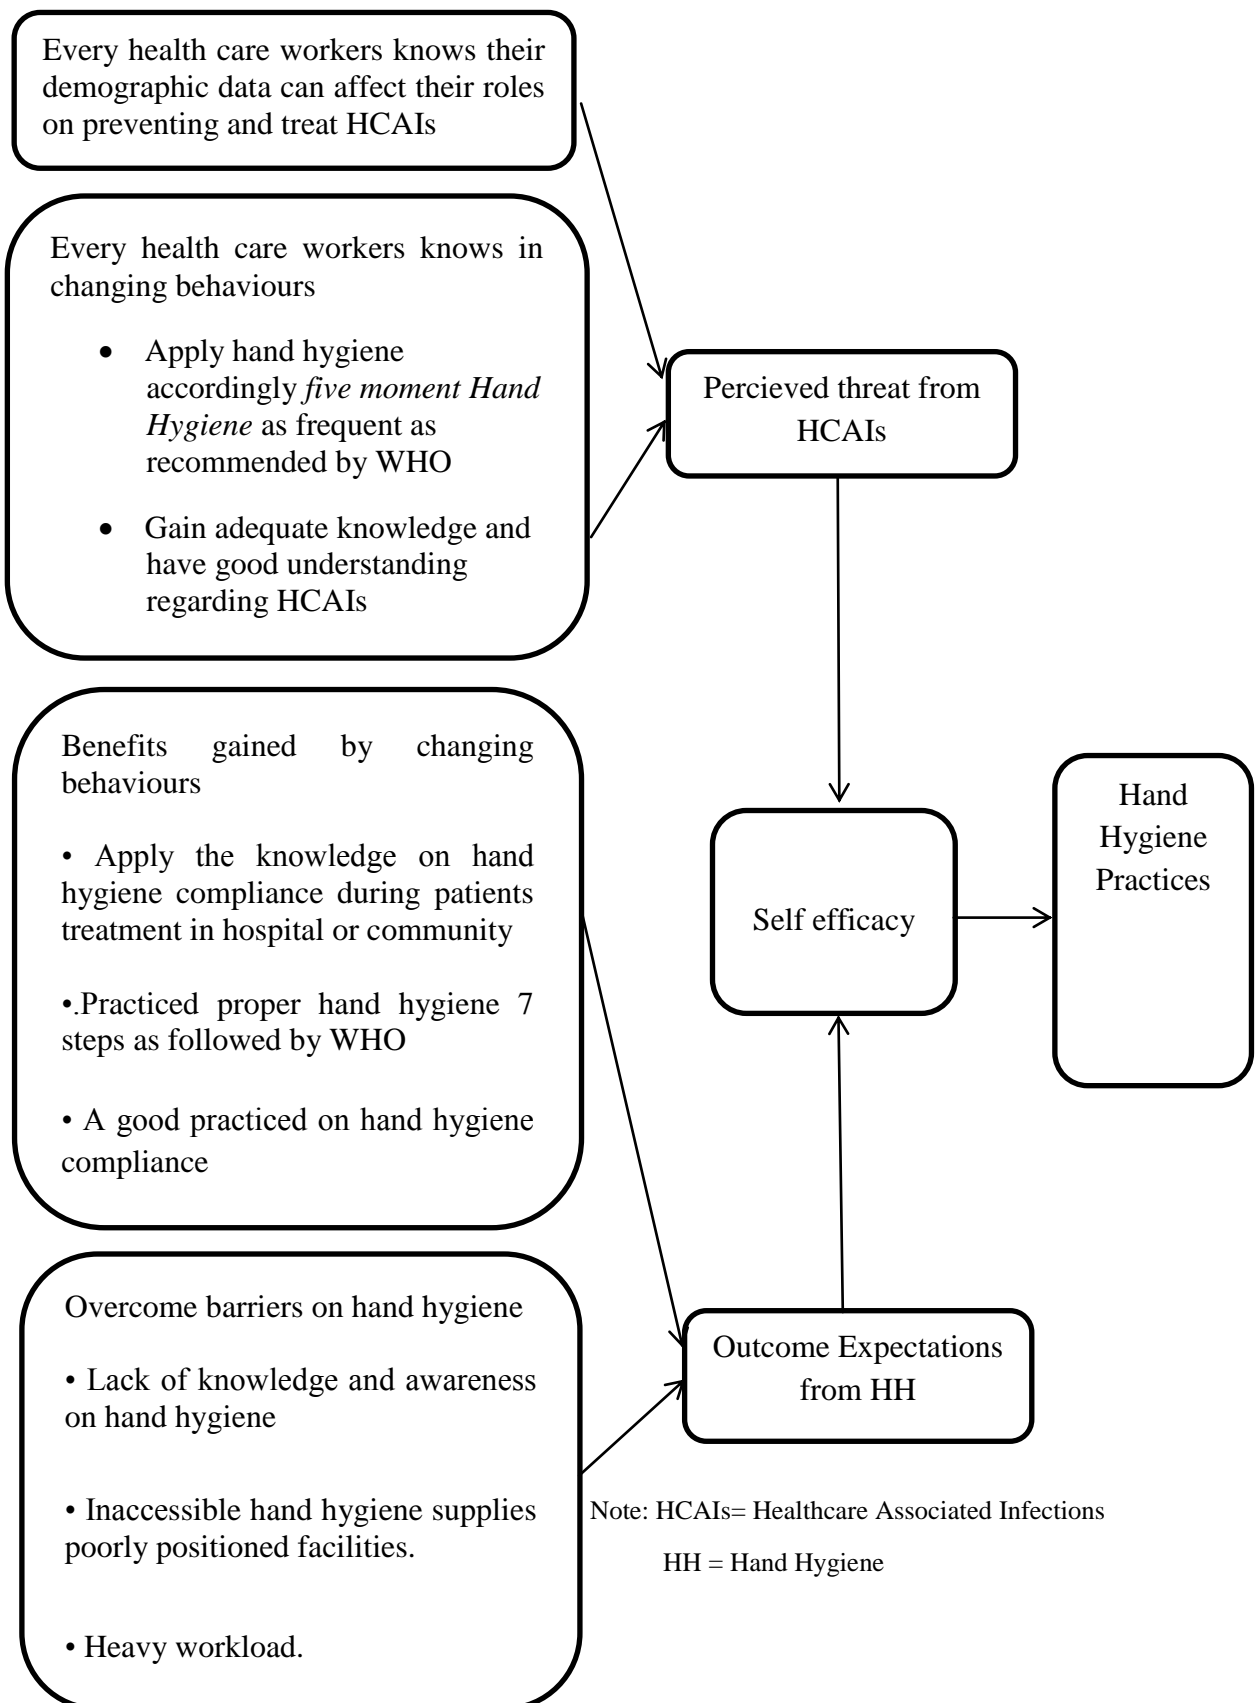 Every health care workers knows their
demographic data can affect their roles
on preventing and treat HCAIs
Every health care workers knows in
changing behaviours
• Apply hand hygiene
accordingly five moment Hand
Hygiene as frequent as
recommended by WHO
• Gain adequate knowledge and
have good understanding
regarding HCAIs
Percieved threat from
HCAIs
Benefits gained by changing
behaviours
• Apply the knowledge on hand
hygiene compliance during patients
treatment in hospital or community
•.Practiced proper hand hygiene 7
steps as followed by WHO
• A good practiced on hand hygiene
compliance
Self efficacy
Hand
Hygiene
Practices
Overcome barriers on hand hygiene
• Lack of knowledge and awareness
on hand hygiene
• Inaccessible hand hygiene supplies
poorly positioned facilities.
• Heavy workload.
Outcome Expectations
from HH
Note: HCAIs= Healthcare Associated Infections
HH = Hand Hygiene